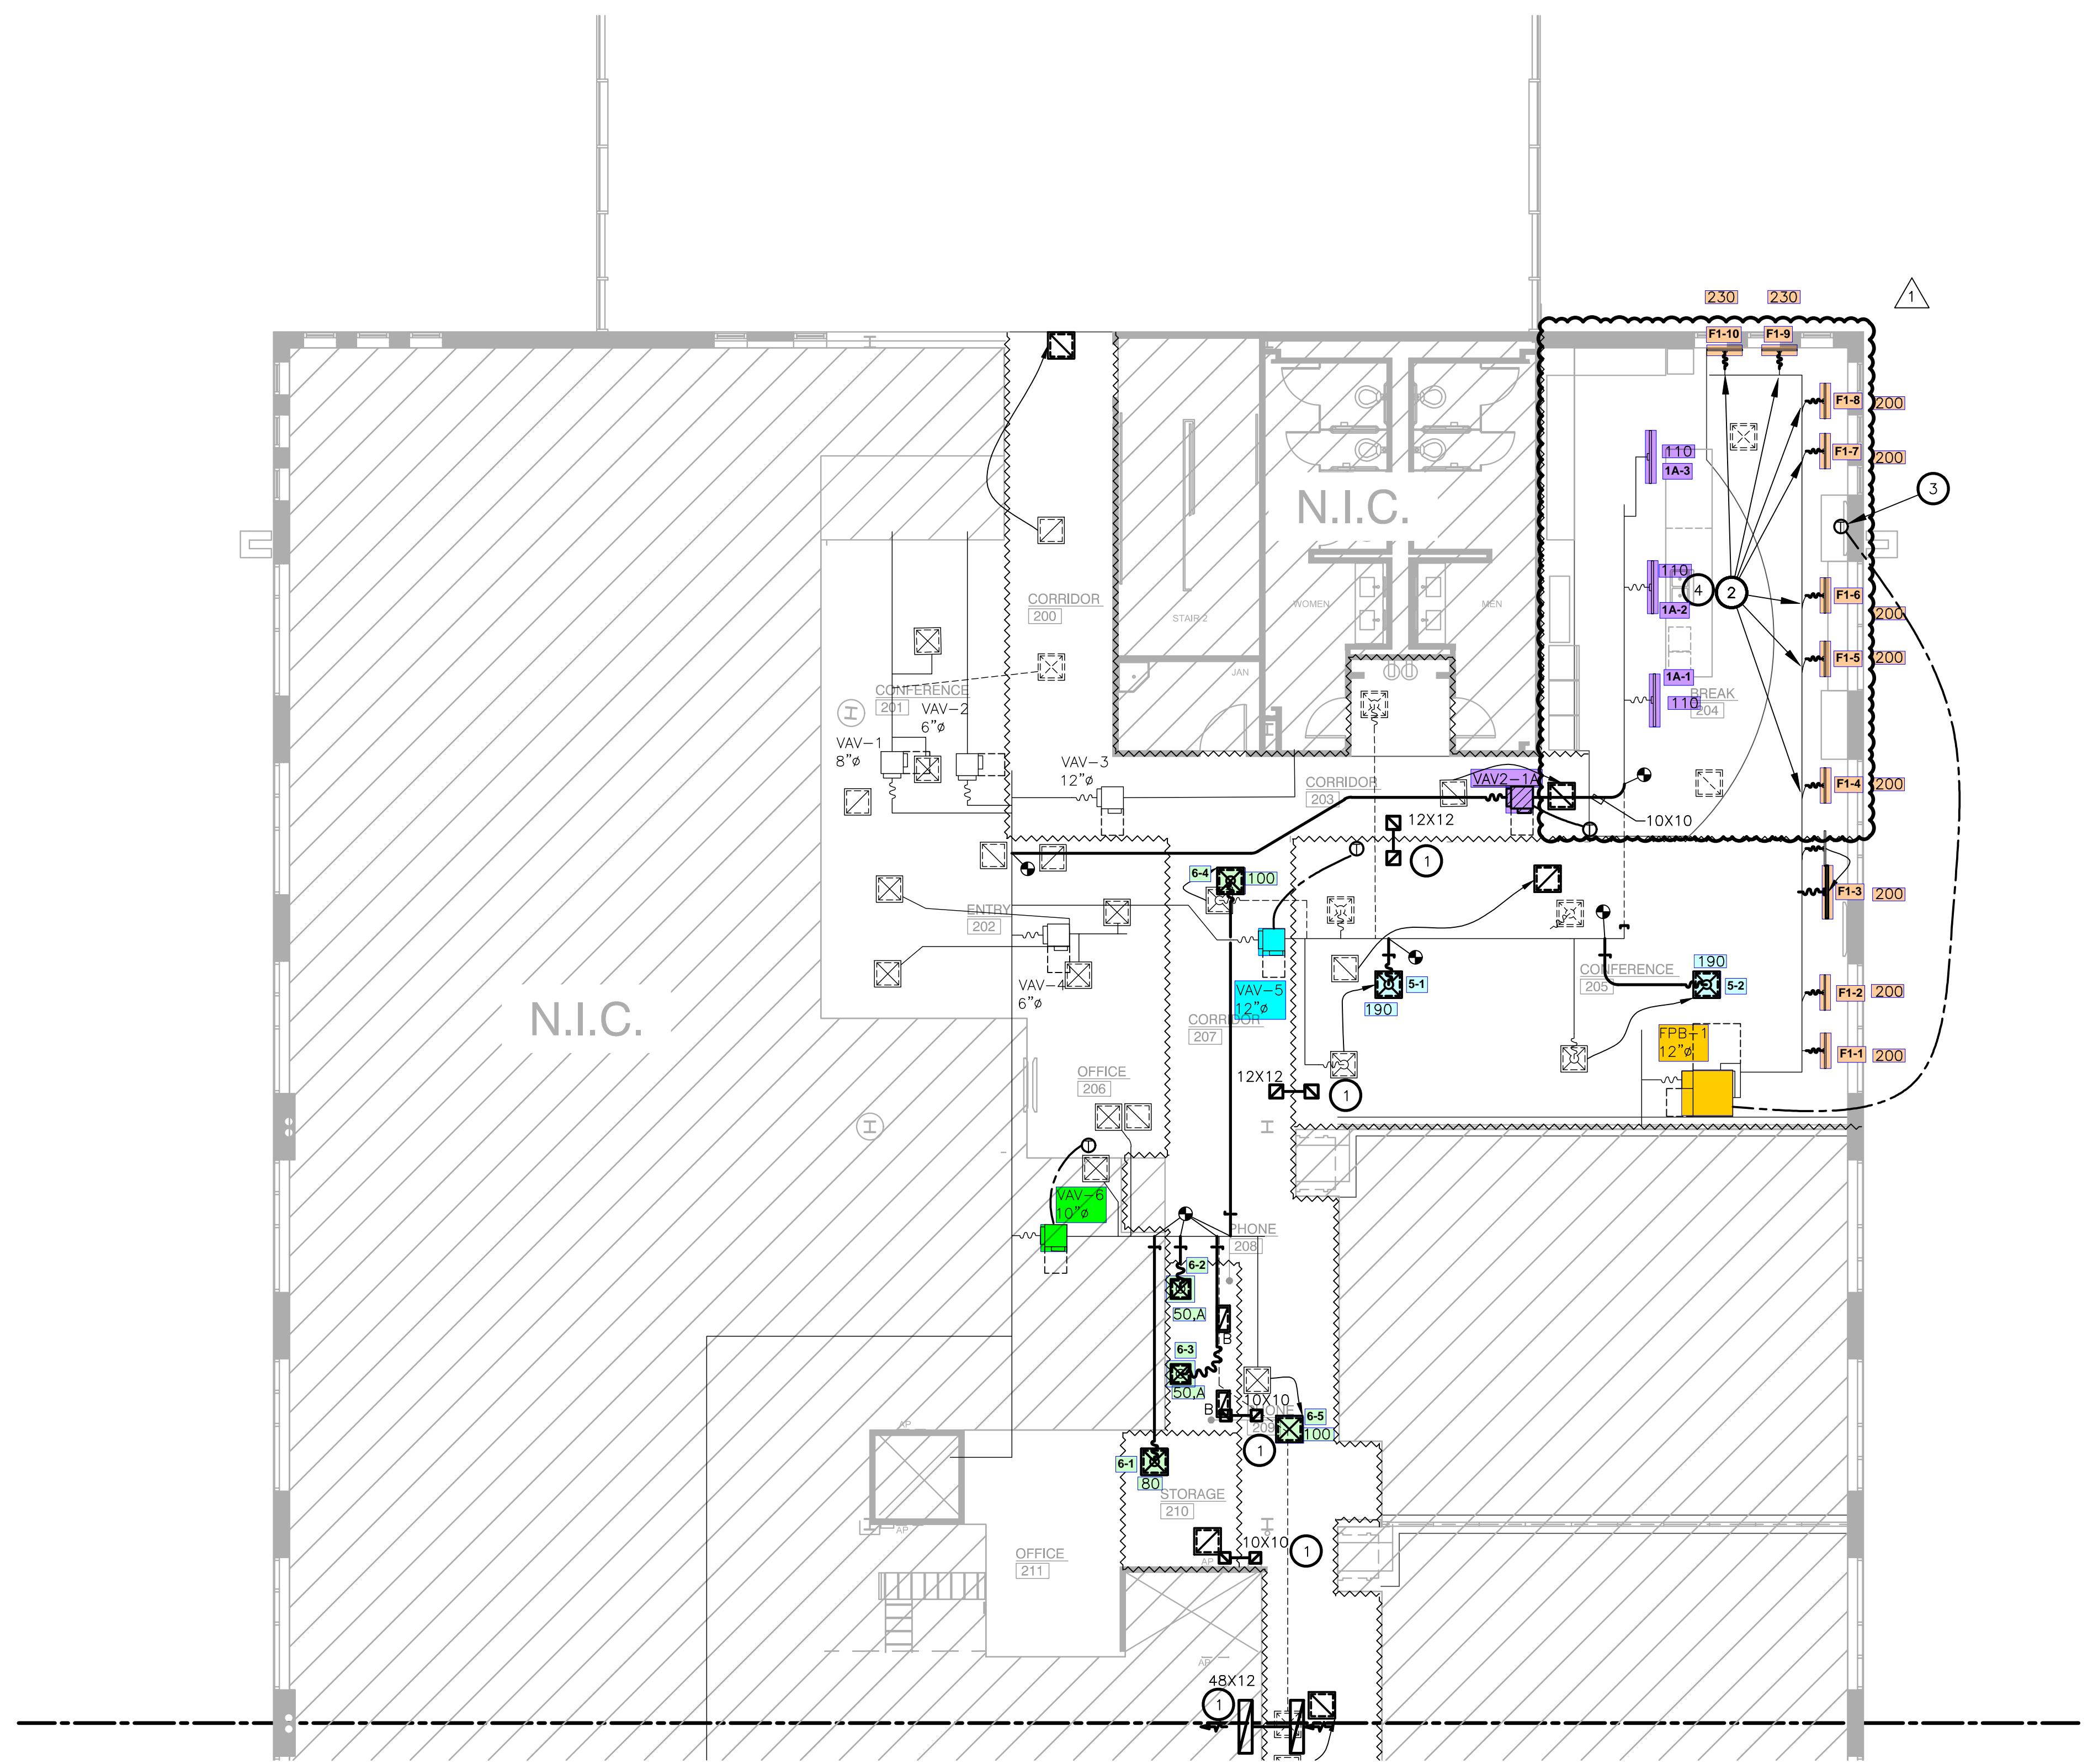 230 230
1
F1-10 F1-9
F1-8 200
F1-7 200
110
1A-3
3
N.I.C.
110
4 2
F1-6 200
1A-2
CORRIDOR
200
WOMEN MEN
STAIR 2
JAN
F1-5 200
1A-1
110
BREAK
204
CONFERENCE
201
VAV-2
6"ø
VAV-1
8"ø
VAV-3
12"ø
CORRIDOR
203
VAV2-1A
F1-4 200
12X12
10X10
1
6-4 100
F1-3 200
ENTRY
202
CONFERENCE
205
190
5-1
5-2
190
VAV-4
6"ø
VAV-5
12"ø
F1-2 200
N.I.C.
CORRIDOR
207
FPB-1
12"ø
F1-1 200
OFFICE
206
12X12
1
VAV-6
10"ø
PHONE
208
6-2
50,A
B
6-3
50,A
10X10
B
PHONE
209
6-5
100
1
AP
6-1
80
STORAGE
210
AP
10X10
1
AP
OFFICE
211
AP
48X12
1